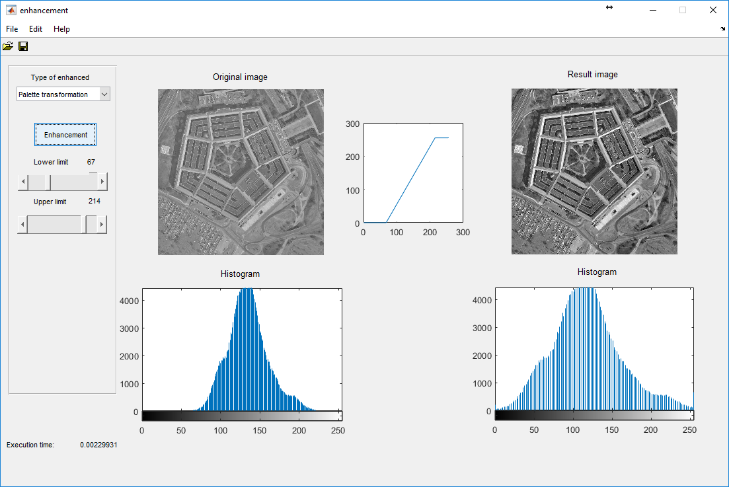 enhancement
File Edit Help
Type of enhanced
Palette transformation
Enhancement
Lower limit 67
Upper limit 214
Original image
300
200
100
0
0 100 200 300
Result image
Histogram
4000
3000
2000
1000
0
0 50 100 150 200 250
Histogram
4000
3000
2000
1000
0
0 50 100 150 200 250
Execution time: 0.00229931